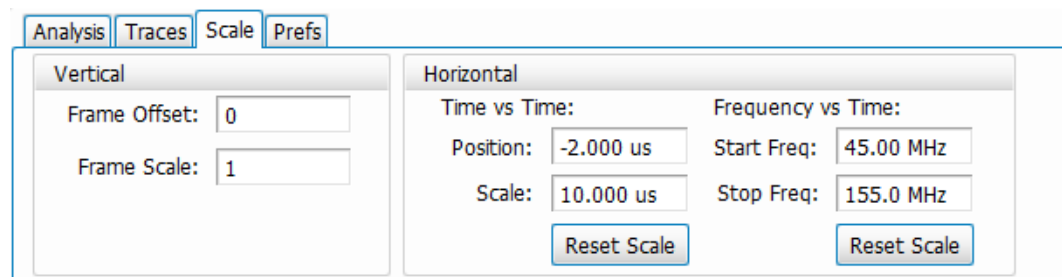 Analysis Traces Scale Prefs
Vertical
Frame Offset: 0
Frame Scale: 1
Horizontal
Time vs Time:
Position: -2.000 us
Scale: 10.000 us
Reset Scale
Frequency vs Time:
Start Freq: 45.00 MHz
Stop Freq: 155.0 MHz
Reset Scale